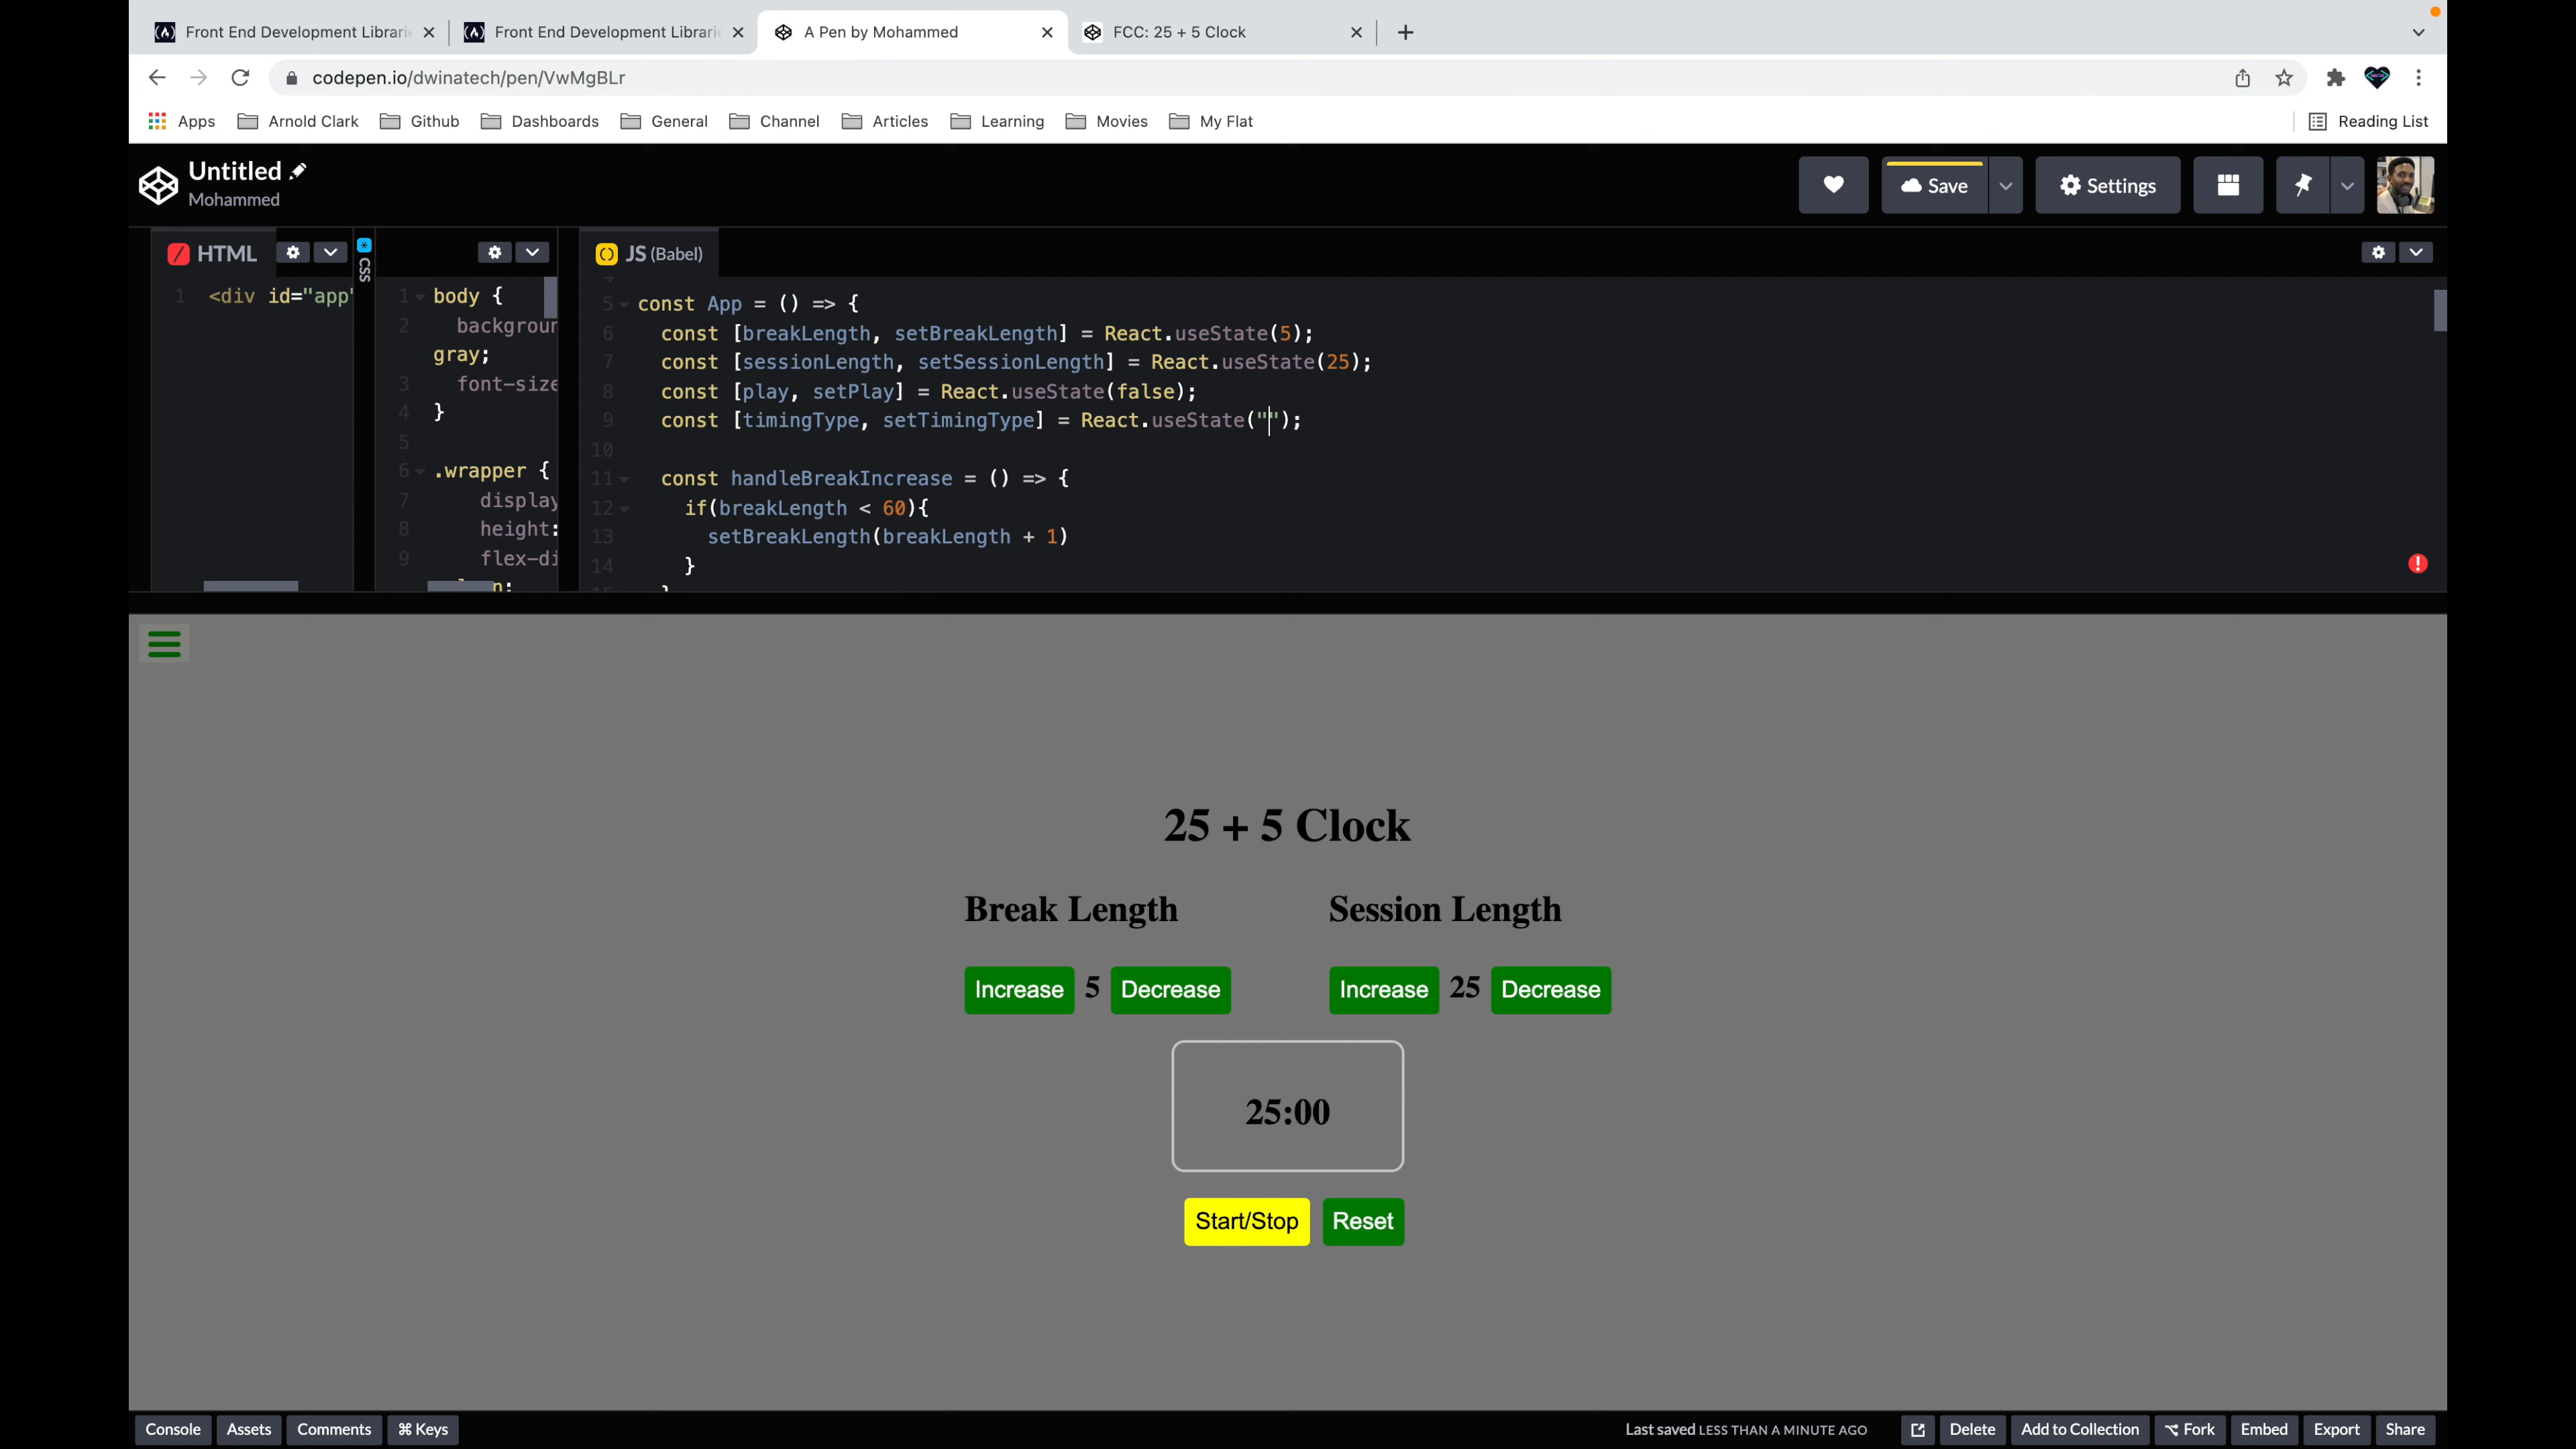 Front End Development Librarie
Front End Development Librarie
A Pen by Mohammed
FCC: 25 + 5 Clock
codepen.io/dwinatech/pen/VwMgBLr
Apps Arnold Clark Github Dashboards General Channel Articles Learning Movies My Flat Reading List
Untitled
Mohammed
Save
Settings
HTML
1 <div id="app"
CSS
1 body {
2 backgroun
gray;
3 font-size
4 }
5
6 .wrapper {
7 display
8 height:
9 flex-di
JS (Babel)
5 const App = () => {
6 const [breakLength, setBreakLength] = React.useState(5);
7 const [sessionLength, setSessionLength] = React.useState(25);
8 const [play, setPlay] = React.useState(false);
9 const [timingType, setTimingType] = React.useState("");
10
11 const handleBreakIncrease = () => {
12 if(breakLength < 60){
13 setBreakLength(breakLength + 1)
14 }
25 + 5 Clock
Break Length Session Length
Increase 5 Decrease Increase 25 Decrease
25:00
Start/Stop Reset
Console Assets Comments ⌘ Keys Last saved LESS THAN A MINUTE AGO Delete Add to Collection Fork Embed Export Share